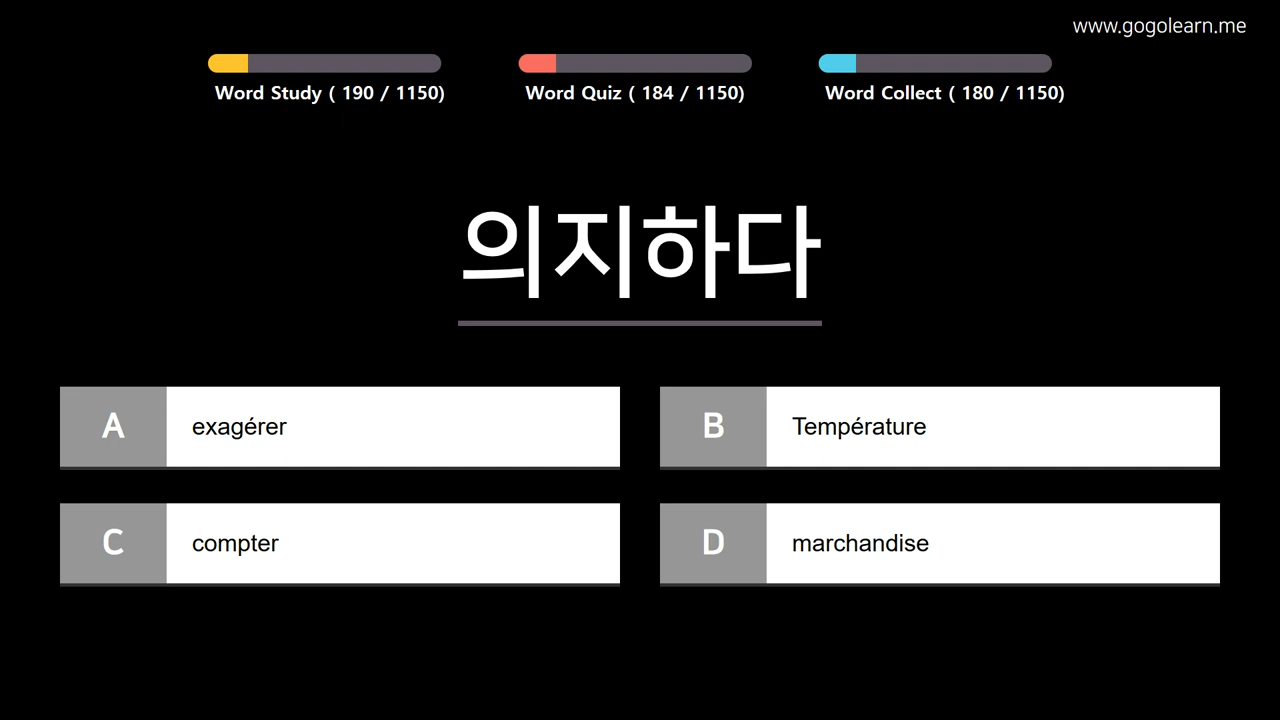 www.gogolearn.me
Word Study ( 190 / 1150)
Word Quiz ( 184 / 1150)
Word Collect ( 180 / 1150)
의지하다
A
exagérer
B
Température
C
compter
D
marchandise